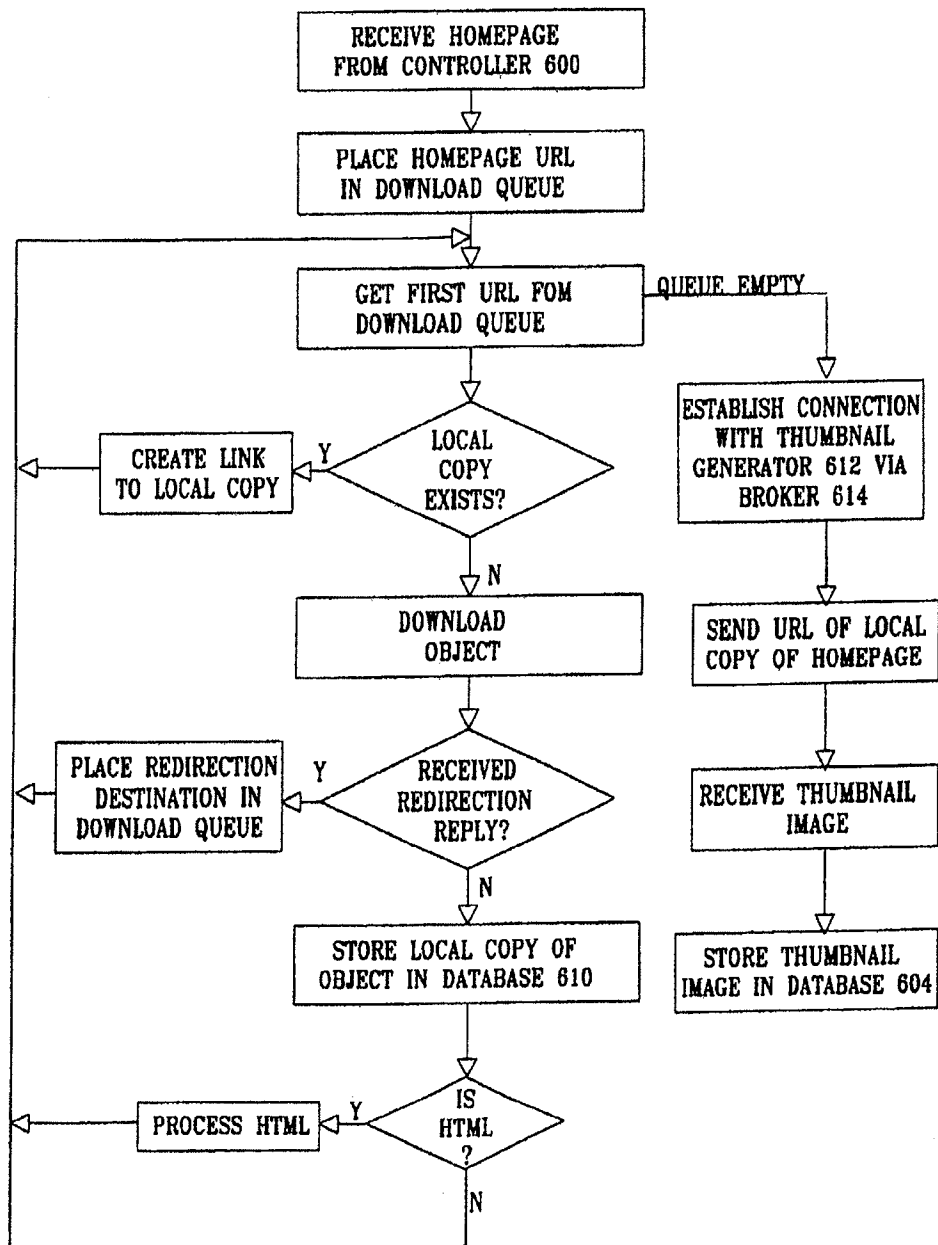 RECEIVE HOMEPAGE
FROM CONTROLLER 600
PLACE HOMEPAGE URL
IN DOWNLOAD QUEUE
GET FIRST URL FOM
DOWNLOAD QUEUE
QUEUE EMPTY
LOCAL
COPY
EXISTS?
Y
CREATE LINK
TO LOCAL COPY
N
DOWNLOAD
OBJECT
RECEIVED
REDIRECTION
REPLY?
Y
PLACE REDIRECTION
DESTINATION IN
DOWNLOAD QUEUE
N
STORE LOCAL COPY OF
OBJECT IN DATABASE 610
IS
HTML
?
Y
PROCESS HTML
N
ESTABLISH CONNECTION
WITH THUMBNAIL
GENERATOR 612 VIA
BROKER 614
SEND URL OF LOCAL
COPY OF HOMEPAGE
RECEIVE THUMBNAIL
IMAGE
STORE THUMBNAIL
IMAGE IN DATABASE 604